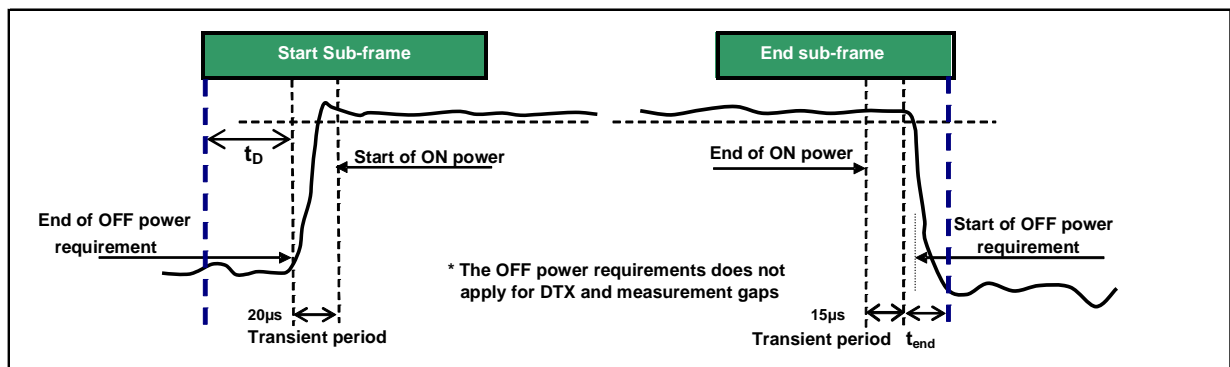 Start Sub-frame
End sub-frame
t_D
Start of ON power
End of ON power
End of OFF power
requirement
Start of OFF power
requirement
* The OFF power requirements does not
apply for DTX and measurement gaps
20µs
Transient period
15µs
Transient period
t_end